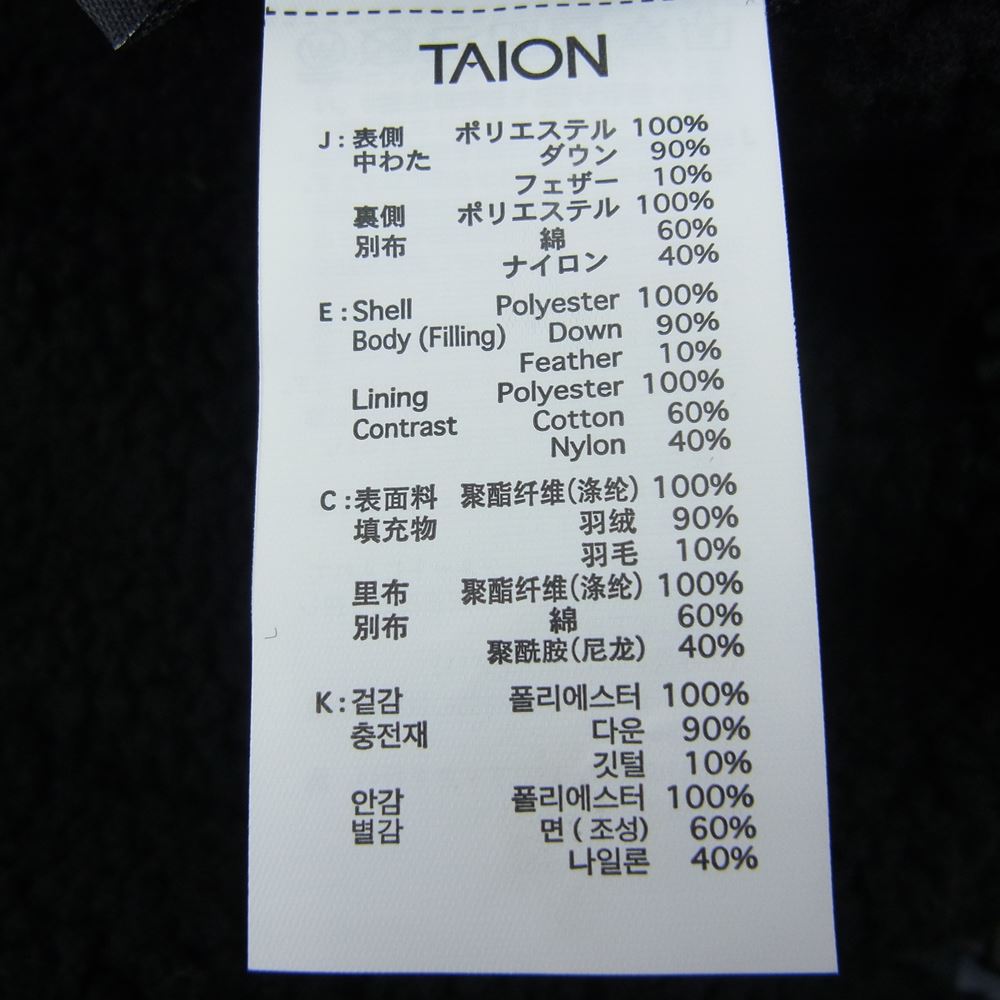 TAION
J : 表側 ポリエステル 100%
中わた ダウン 90%
フェザー 10%
裏側 ポリエステル 100%
別布 綿 60%
ナイロン 40%
E : Shell Polyester 100%
Body (Filling) Down 90%
Feather 10%
Lining Polyester 100%
Contrast Cotton 60%
Nylon 40%
C : 表面料 聚酯纤维(涤纶) 100%
填充物 羽绒 90%
羽毛 10%
里布 聚酯纤维(涤纶) 100%
別布 綿 60%
聚酰胺(尼龙) 40%
K : 겉감 폴리에스터 100%
충전재 다운 90%
깃털 10%
안감 폴리에스터 100%
별감 면 ( 조성) 60%
나일론 40%